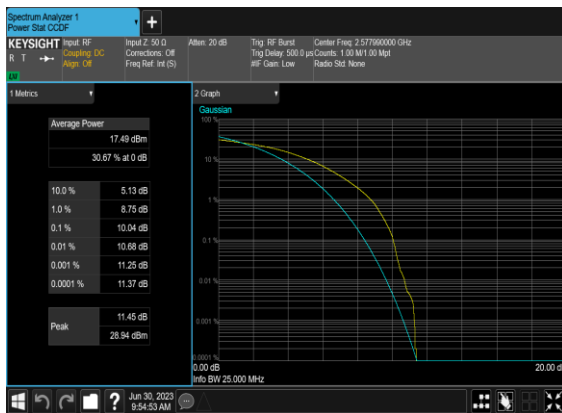 Spectrum Analyzer 1
Power Stat CCDF
+
KEYSIGHT
R T
LXI
Input: RF
Coupling: DC
Align: Off
Input Z: 50 Ω
Corrections: Off
Freq Ref: Int (S)
Atten: 20 dB
Trig: RF Burst
Trig Delay: 500.0 µs
#IF Gain: Low
Center Freq: 2.577990000 GHz
Counts: 1.00 M/1.00 Mpt
Radio Std: None
1 Metrics
Average Power
17.49 dBm
30.67 % at 0 dB
10.0 % 5.13 dB
1.0 % 8.75 dB
0.1 % 10.04 dB
0.01 % 10.68 dB
0.001 % 11.25 dB
0.0001 % 11.37 dB
Peak 11.45 dB
28.94 dBm
2 Graph
Gaussian
100 %
10 %
1 %
0.1 %
0.01 %
0.001 %
0.0001 %
0.00 dB 20.00 d
Info BW 25.000 MHz
?
Jun 30, 2023
9:54:53 AM